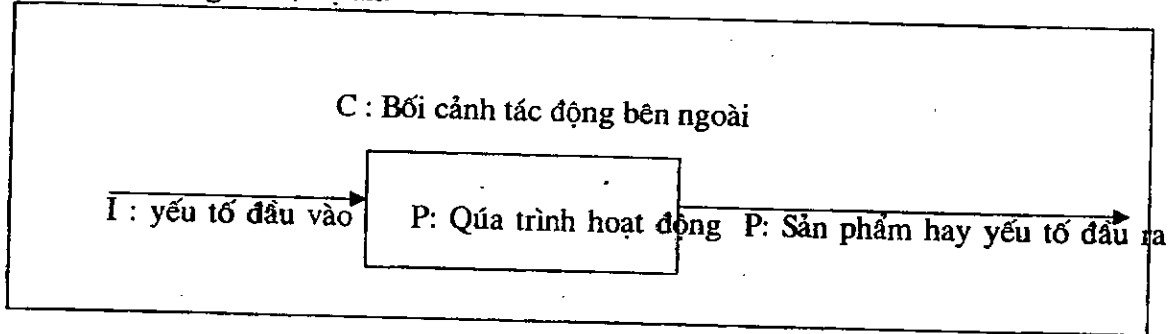 C : Bối cảnh tác động bên ngoài
I : yếu tố đầu vào P: Qúa trình hoạt động P: Sản phẩm hay yếu tố đầu ra